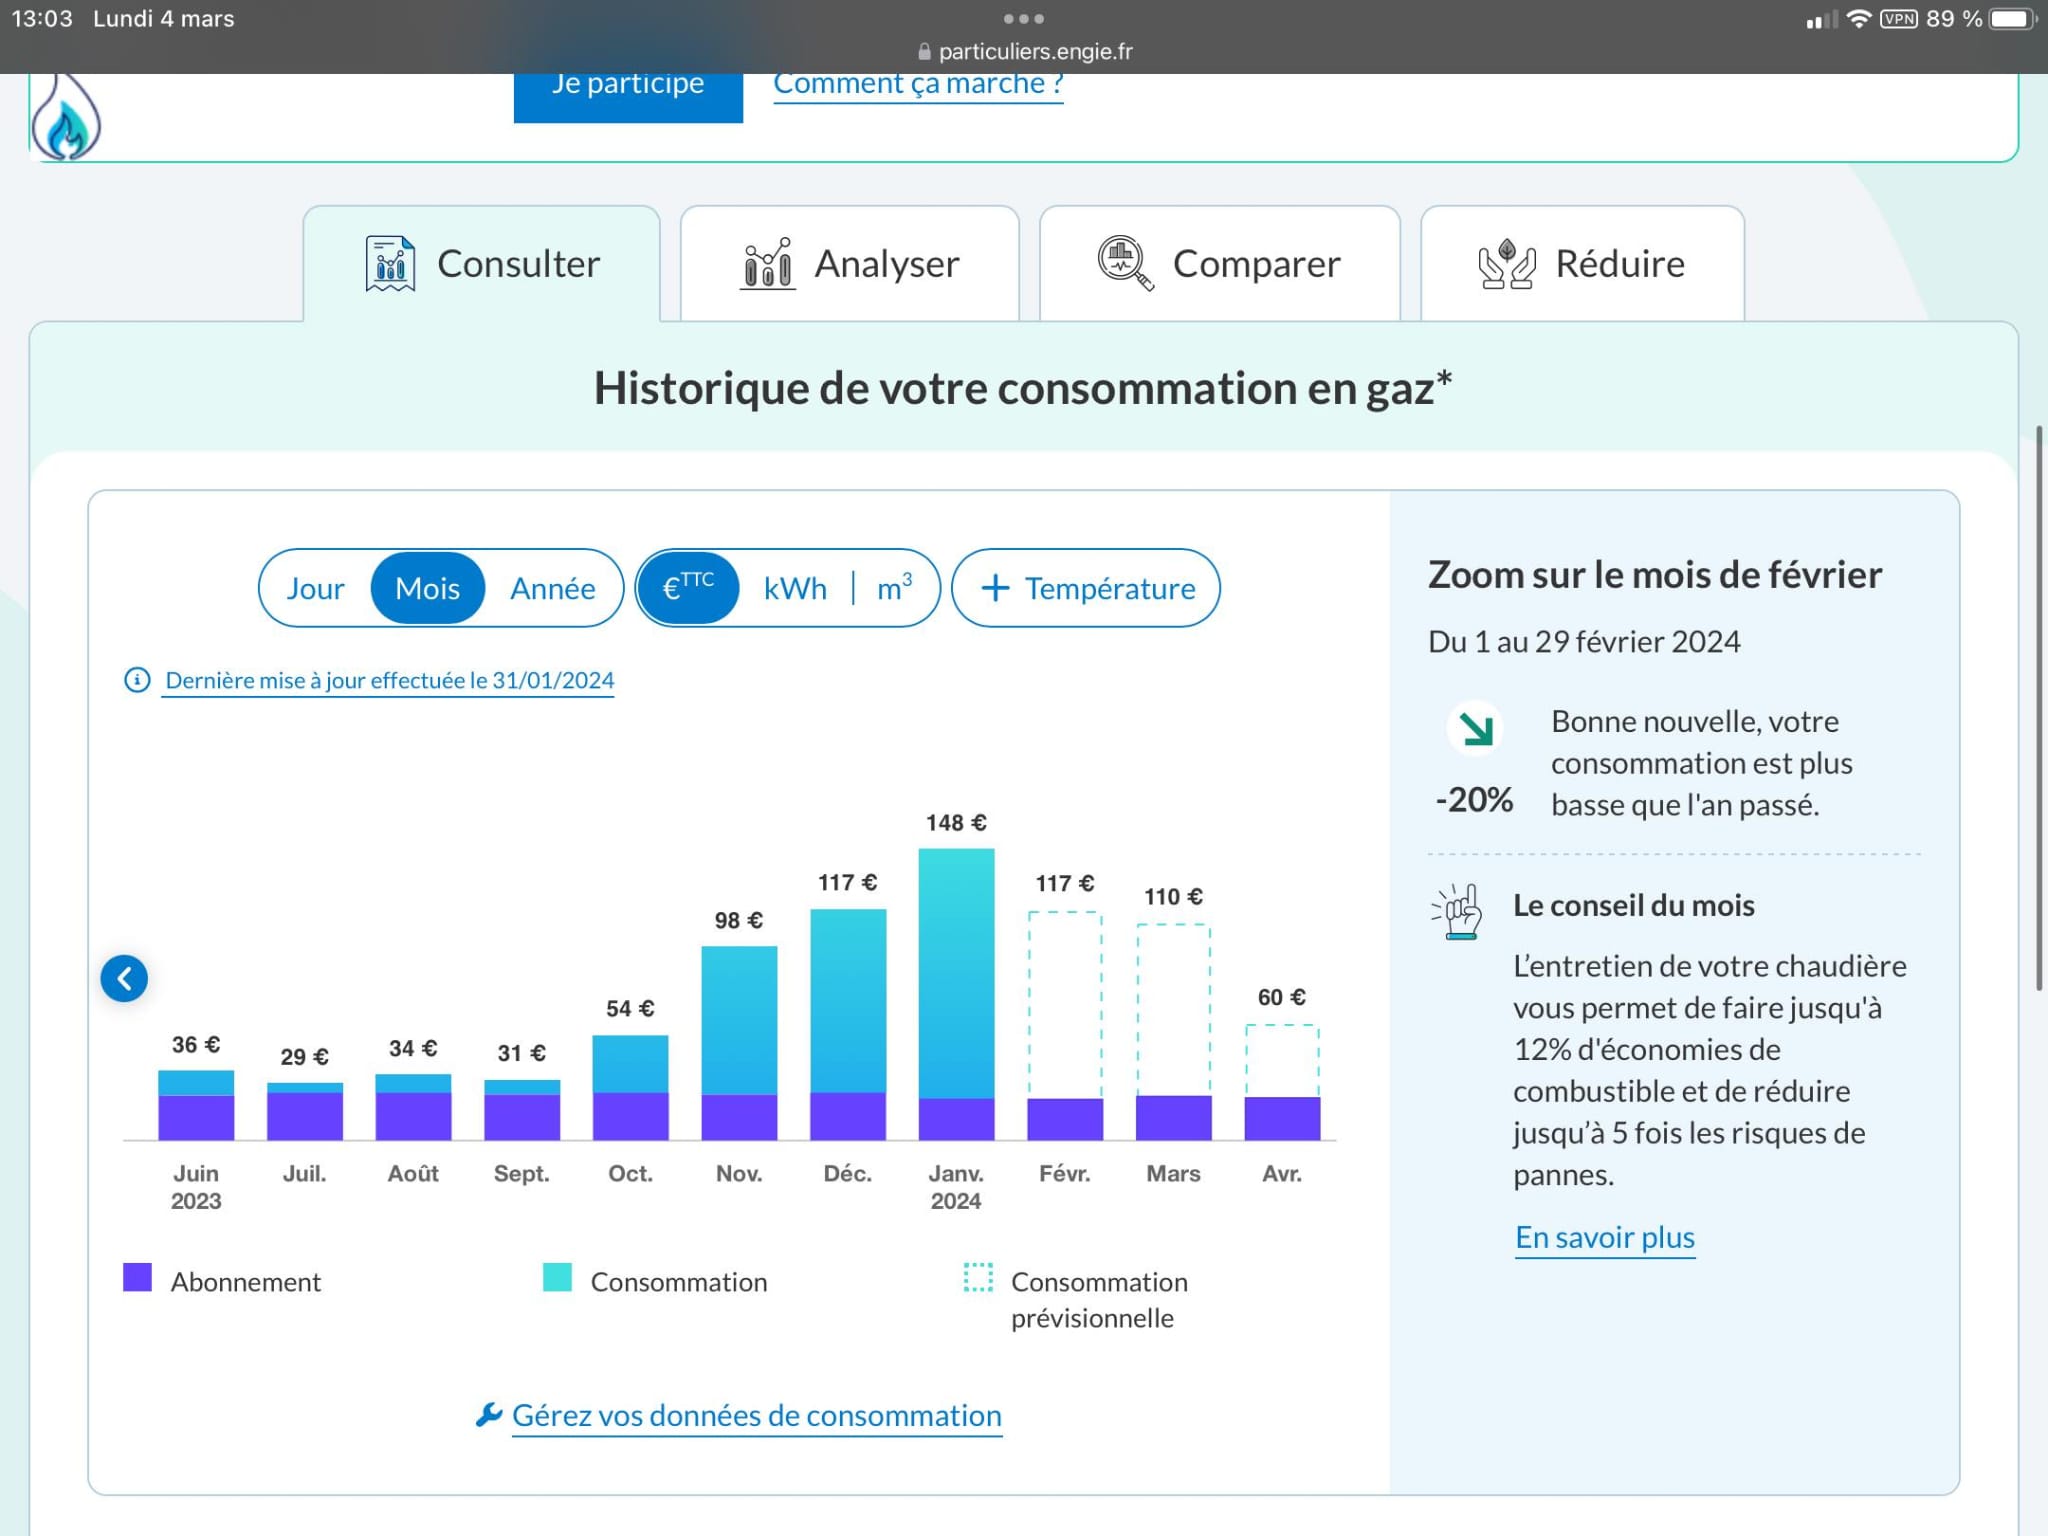 13:03 Lundi 4 mars
VPN 89 %
particuliers.engie.fr
Je participe
Comment ça marche ?
Consulter
Analyser
Comparer
Réduire
Historique de votre consommation en gaz*
Jour Mois Année
€TTC kWh | m³
+ Température
Dernière mise à jour effectuée le 31/01/2024
36 €
29 €
34 €
31 €
54 €
98 €
117 €
148 €
117 €
110 €
60 €
Juin
2023
Juil.
Août
Sept.
Oct.
Nov.
Déc.
Janv.
2024
Févr.
Mars
Avr.
Abonnement
Consommation
Consommation
prévisionnelle
Gérez vos données de consommation
Zoom sur le mois de février
Du 1 au 29 février 2024
-20%
Bonne nouvelle, votre
consommation est plus
basse que l'an passé.
Le conseil du mois
L’entretien de votre chaudière
vous permet de faire jusqu'à
12% d'économies de
combustible et de réduire
jusqu’à 5 fois les risques de
pannes.
En savoir plus